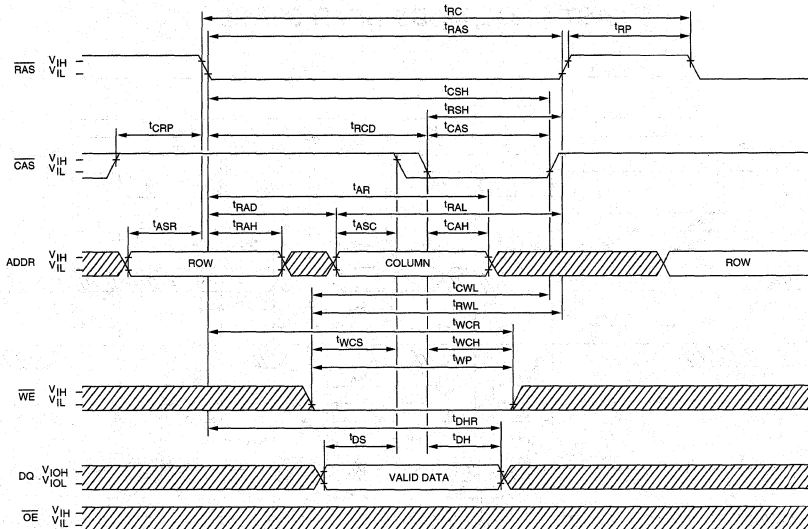 tRC
tRAS
tRP
RAS VIH VIL
tCSH
tRSH
tCRP tRCD tCAS
CAS VIH VIL
tAR
tRAD tRAL
tASR tRAH tASC tCAH
ADDR VIH VIL ROW COLUMN ROW
tCWL
tRWL
tWCR
tWCS tWCH
tWP
WE VIH VIL
tDHR
tDS tDH
DQ VIOH VIOL VALID DATA
OE VIH VIL